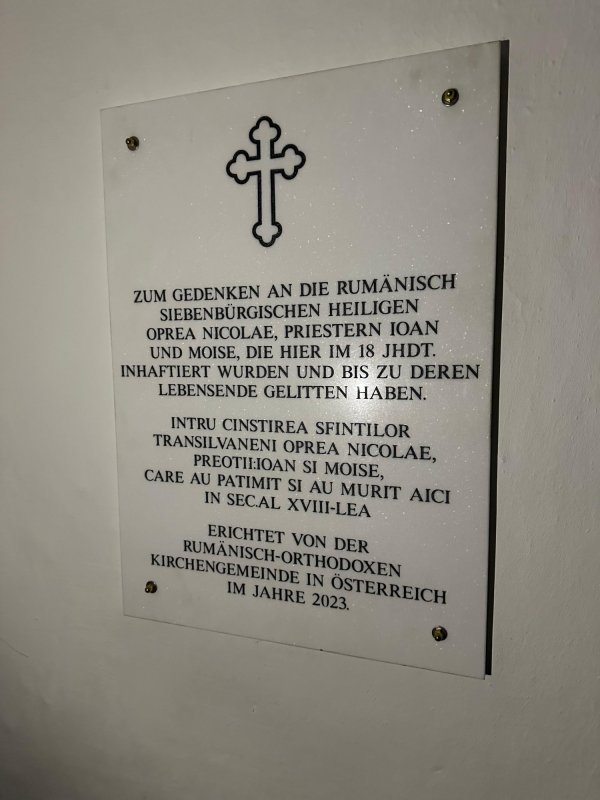 ZUM GEDENKEN AN DIE RUMÄNISCH
SIEBENBÜRGISCHEN HEILIGEN
OPREA NICOLAE, PRIESTERN IOAN
UND MOISE, DIE HIER IM 18 JHDT.
INHAFTIERT WURDEN UND BIS ZU DEREN
LEBENSENDE GELITTEN HABEN.
INTRU CINSTIREA SFINTILOR
TRANSILVANENI OPREA NICOLAE,
PREOTII:IOAN SI MOISE,
CARE AU PATIMIT SI AU MURIT AICI
IN SEC.AL XVIII-LEA
ERICHTET VON DER
RUMÄNISCH-ORTHODOXEN
KIRCHENGEMEINDE IN ÖSTERREICH
IM JAHRE 2023.